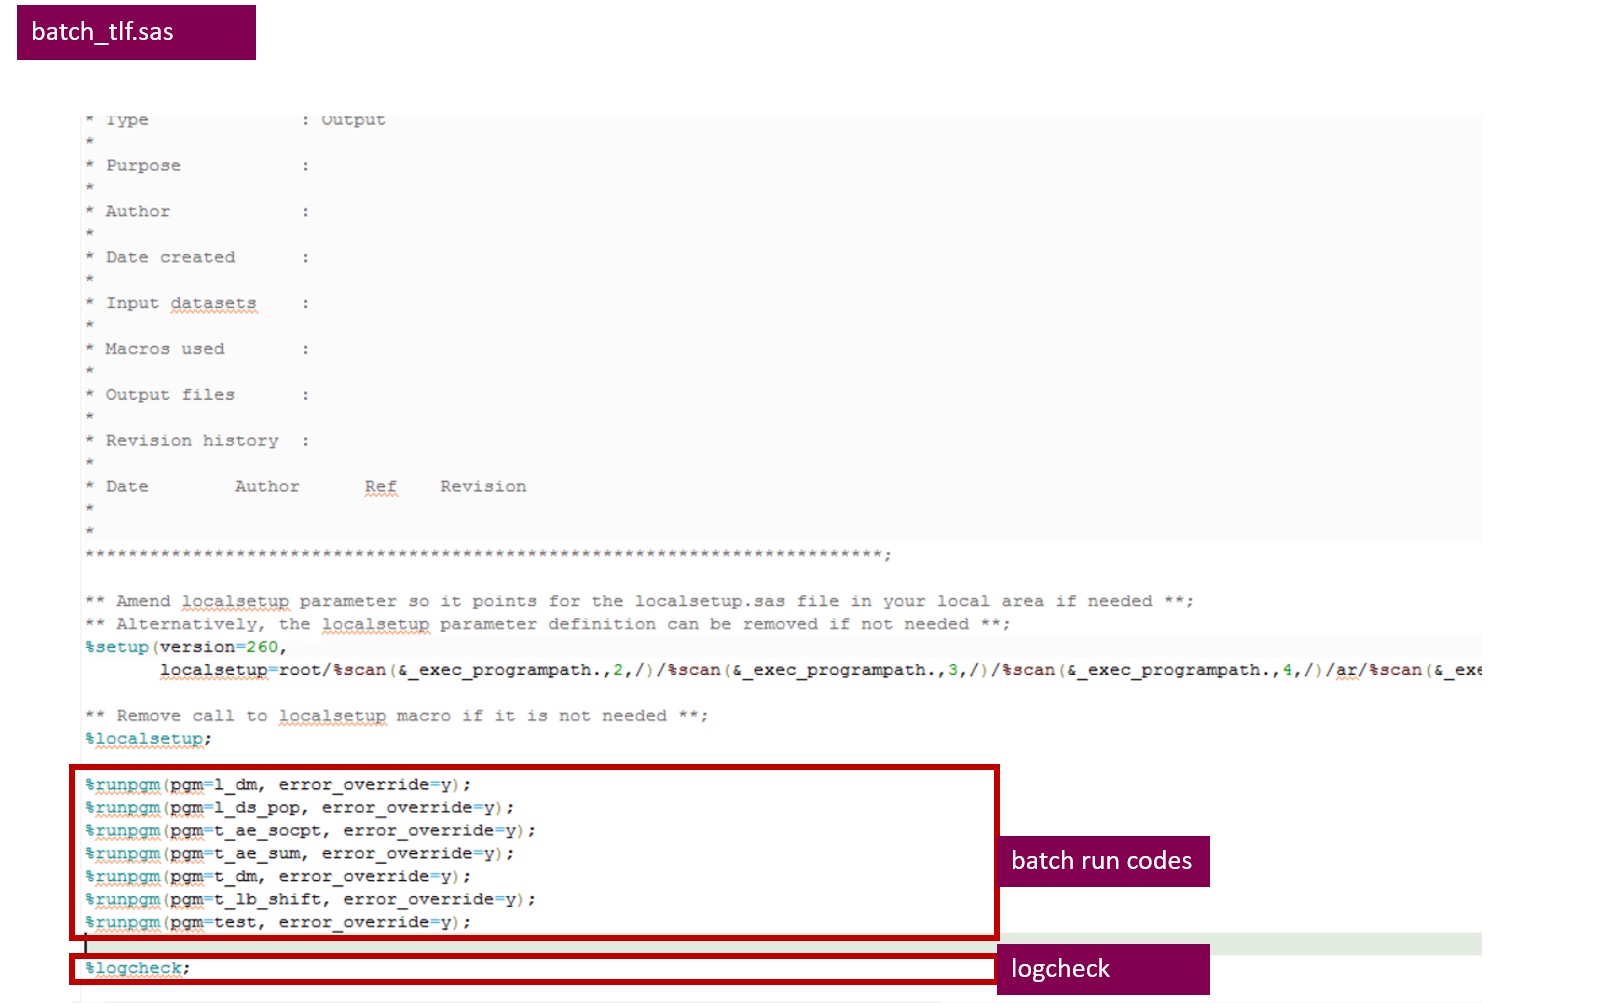 batch_tlf.sas
* Type : Output
*
* Purpose :
*
* Author :
*
* Date created :
*
* Input datasets :
*
* Macros used :
*
* Output files :
*
* Revision history :
*
* Date Author Ref Revision
*
*
**************************************************************************;
** Amend localsetup parameter so it points for the localsetup.sas file in your local area if needed **;
** Alternatively, the localsetup parameter definition can be removed if not needed **;
%setup(version=260,
localsetup=root/%scan(&_exec_programpath.,2,/)/%scan(&_exec_programpath.,3,/)/%scan(&_exec_programpath.,4,/)/ar/%scan(&_exe
** Remove call to localsetup macro if it is not needed **;
%localsetup;
%runpgm(pgm=l_dm, error_override=y);
%runpgm(pgm=l_ds_pop, error_override=y);
%runpgm(pgm=t_ae_socpt, error_override=y);
%runpgm(pgm=t_ae_sum, error_override=y);
%runpgm(pgm=t_dm, error_override=y);
%runpgm(pgm=t_lb_shift, error_override=y);
%runpgm(pgm=test, error_override=y);
batch run codes
%logcheck;
logcheck